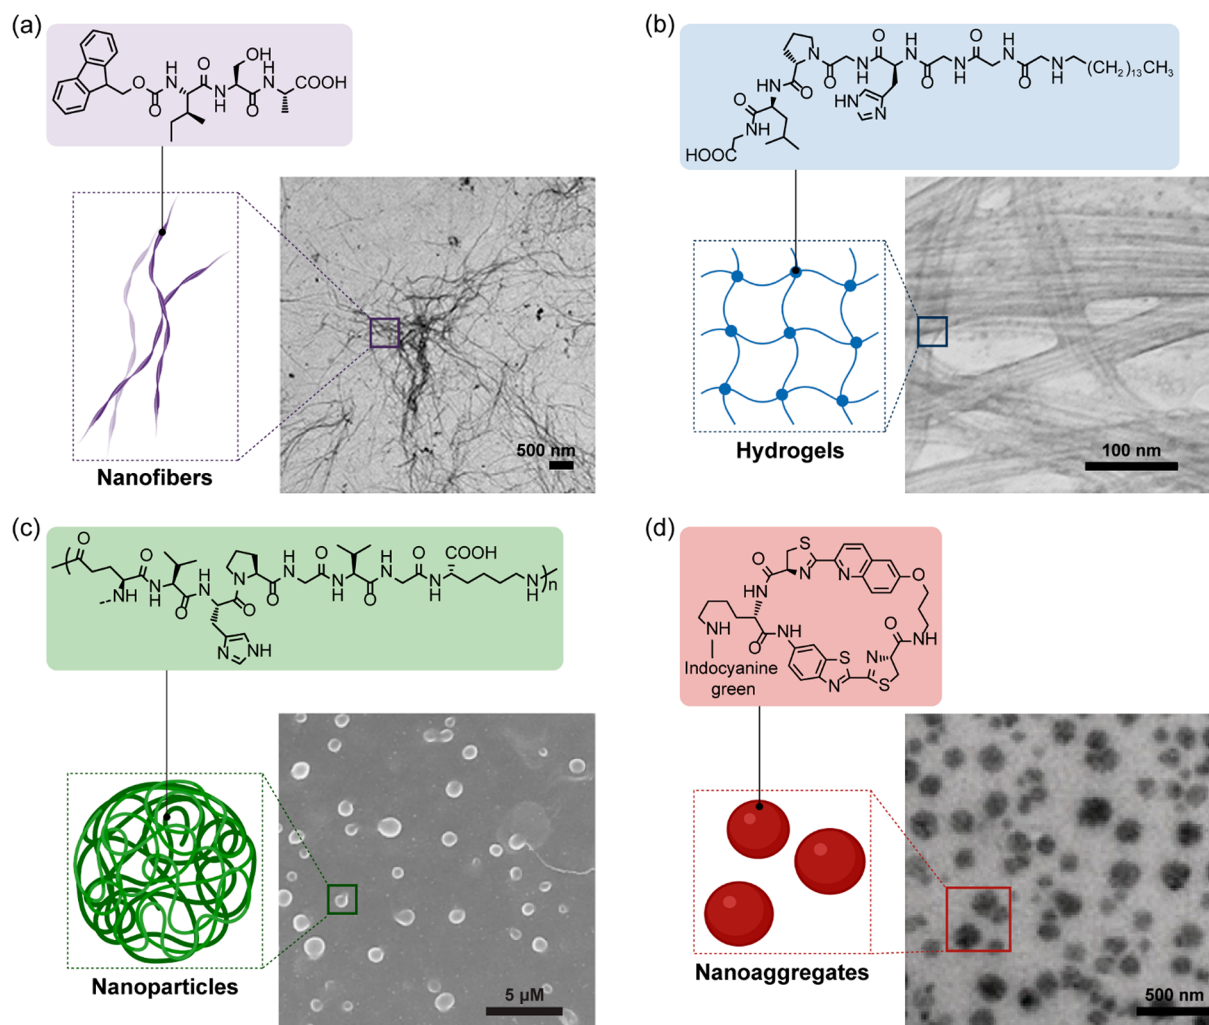 (a)
OH
O
H
N
H
N
COOH
O
O
N
H
O
Nanofibers
500 nm
(b)
O
N
H
N
O
H
N
O
H
N
O
H
N
O
H
N
(CH2)13CH3
O
NH
HN
N
O
NH
HOOC
Hydrogels
100 nm
(c)
O
(
NH
O
H
N
O
N
H
O
N
O
H
N
O
N
H
O
H
N
O
N
H
COOH
N
H
)n
N
NH
Nanoparticles
5 μM
(d)
S
N
N
O
O
HN
NH
O
H
N
O
NH
Indocyanine
green
S
N
N
S
Nanoaggregates
500 nm